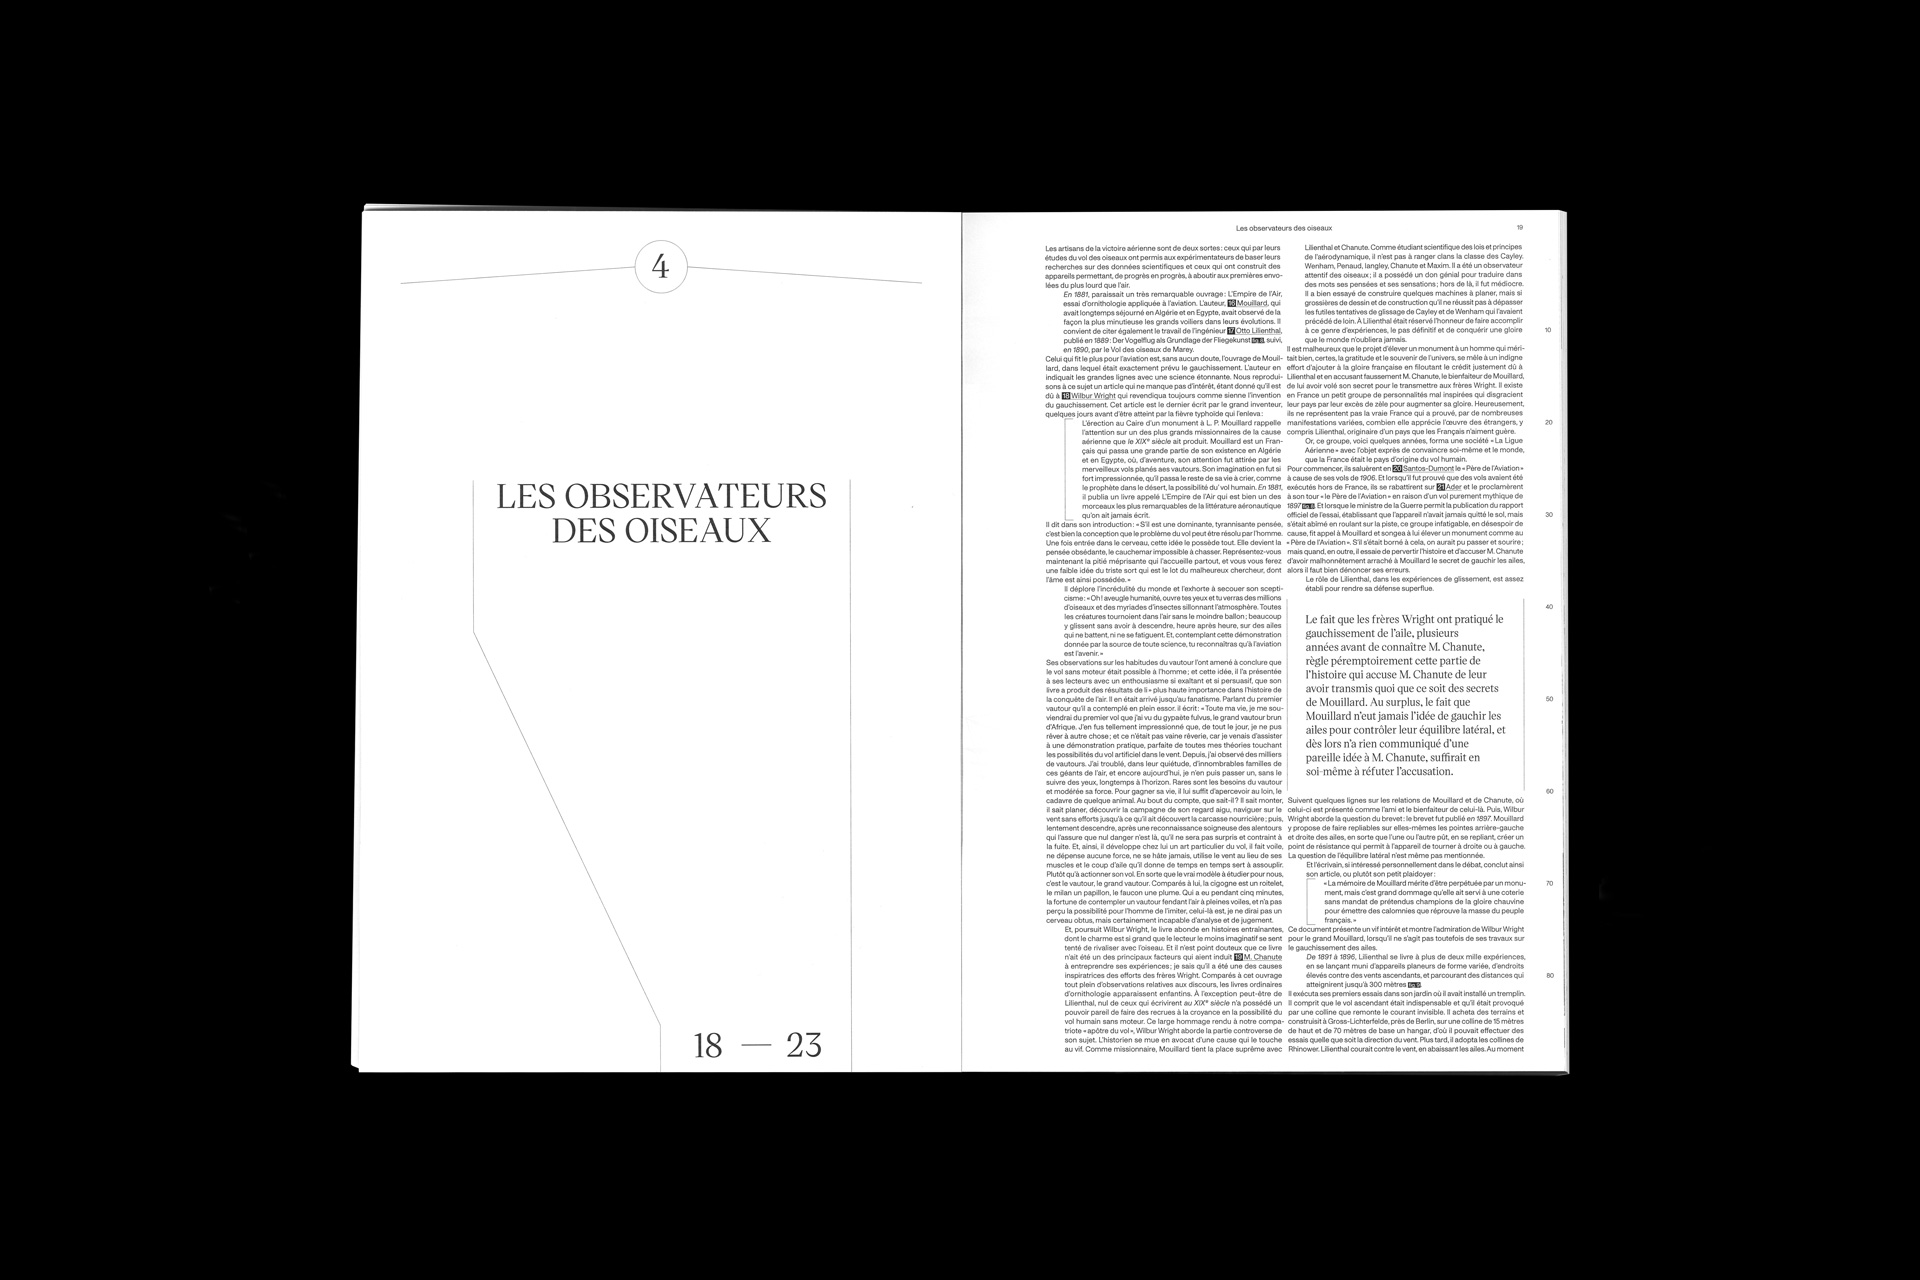 4
LES OBSERVATEURS
DES OISEAUX
18 — 23
Les observateurs des oiseaux
19
Les artisans de la victoire aérienne sont de deux sortes : ceux qui par leurs
études du vol des oiseaux ont permis aux expérimentateurs de baser leurs
recherches sur des données scientifiques et ceux qui ont construit des
appareils permettant, de progrès en progrès, à aboutir aux premières envo-
lées du plus lourd que l'air.
En 1881, paraissait un très remarquable ouvrage : L'Empire de l'Air,
essai d'ornithologie appliquée à l'aviation. L'auteur, 16 Mouillard, qui
avait longtemps séjourné en Algérie et en Egypte, avait observé de la
façon la plus minutieuse les grands voiliers dans leurs évolutions. Il
convient de citer également le travail de l'ingénieur 17 Otto Lilienthal,
publié en 1889 : Der Vogelflug als Grundlage der Fliegekunst suivi,
en 1890, par le Vol des oiseaux de Marey.
Celui qui fit le plus pour l'aviation est, sans aucun doute, l'ouvrage de Mouil-
lard, dans lequel était exactement prévu le gauchissement. L'auteur en
indiquait les grandes lignes avec une science étonnante. Nous reprodui-
sons à ce sujet un article qui ne manque pas d'intérêt, étant donné qu'il est
dû à 18 Wilbur Wright qui revendiqua toujours comme sienne l'invention
du gauchissement. Cet article est le dernier écrit par le grand inventeur,
quelques jours avant d'être atteint par la fièvre typhoïde qui l'enleva :
L'érection au Caire d'un monument à L. P. Mouillard rappelle
l'attention sur un des plus grands missionnaires de la cause
aérienne que le XIXe siècle ait produit. Mouillard est un Fran-
çais qui passa une grande partie de son existence en Algérie
et en Egypte, où, d'aventure, son attention fut attirée par les
merveilleux vols planés ses vautours. Son imagination en fut si
fort impressionnée, qu'il passa le reste de sa vie à crier, comme
le prophète dans le désert, la possibilité du' vol humain. En 1881,
il publia un livre appelé L'Empire de l'Air qui est bien un des
morceaux les plus remarquables de la littérature aéronautique
qu'on ait jamais écrit.
Il dit dans son introduction : « S'il est une dominante, tyrannisante pensée,
c'est bien la conception que le problème du vol peut être résolu par l'homme.
Une fois entrée dans le cerveau, cette idée le possède tout. Elle devient la
pensée obsédante, le cauchemar impossible à chasser. Représentez-vous
maintenant la pitié méprisante qui l'accueille partout, et vous vous ferez
une faible idée du triste sort qui est le lot du malheureux chercheur, dont
l'âme est ainsi possédée. »
Il déplore l'incrédulité du monde et l'exhorte à secouer son scepti-
cisme : « Oh ! aveugle humanité, ouvre tes yeux et tu verras des millions
d'oiseaux et des myriades d'insectes sillonnant l'atmosphère. Toutes
les créatures tournoient dans l'air sans le moindre ballon ; beaucoup
y glissent sans avoir à descendre, heure après heure, sur des ailes
qui ne battent, ni ne se fatiguent. Et, contemplant cette démonstration
donnée par la source de toute science, tu reconnaîtras qu'à l'aviation
est l'avenir. »
Ses observations sur les habitudes du vautour l'ont amené à conclure que
le vol sans moteur était possible à l'homme ; et cette idée, il l'a présentée
à ses lecteurs avec un enthousiasme si exaltant et si persuasif, que son
livre a produit des résultats de li « plus haute importance dans l'histoire de
la conquête de l'air. Il en était arrivé jusqu'au fanatisme. Parlant du premier
vautour qu'il a contemplé en plein essor. il écrit : « Toute ma vie, je me sou-
viendrai du premier vol que j'ai vu du gypaète fulvus, le grand vautour brun
d'Afrique. J'en fus tellement impressionné que, de tout le jour, je ne pus
rêver à autre chose ; et ce n'était pas vaine rêverie, car je venais d'assister
à une démonstration pratique, parfaite de toutes mes théories touchant
les possibilités du vol artificiel dans le vent. Depuis, j'ai observé des milliers
de vautours. J'ai troublé, dans leur quiétude, d'innombrables familles de
ces géants de l'air, et encore aujourd'hui, je n'en puis passer un, sans le
suivre des yeux, longtemps à l'horizon. Rares sont les besoins du vautour
et modérée sa force. Pour gagner sa vie, il lui suffit d'apercevoir au loin, le
cadavre de quelque animal. Au bout du compte, que sait-il ? Il sait monter,
il sait planer, découvrir la campagne de son regard aigu, naviguer sur le
vent sans efforts jusqu'à ce qu'il ait découvert la carcasse nourricière ; puis,
lentement descendre, après une reconnaissance soigneuse des alentours
qui l'assure que nul danger n'est là, qu'il ne sera pas surpris et contraint à
la fuite. Et, ainsi, il développe chez lui un art particulier du vol, il fait voile,
ne dépense aucune force, ne se hâte jamais, utilise le vent au lieu de ses
muscles et le coup d'aile qu'il donne de temps en temps sert à assouplir.
Plutôt qu'à actionner son vol. En sorte que le vrai modèle à étudier pour nous,
c'est le vautour, le grand vautour. Comparés à lui, la cigogne est un roitelet,
le milan un papillon, le faucon une plume. Qui a eu pendant cinq minutes,
la fortune de contempler un vautour fendant l'air à pleines voiles, et n'a pas
perçu la possibilité pour l'homme de l'imiter, celui-là est, je ne dirai pas un
cerveau obtus, mais certainement incapable d'analyse et de jugement.
Et, poursuit Wilbur Wright, le livre abonde en histoires entraînantes,
dont le charme est si grand que le lecteur le moins imaginatif se sent
tenté de rivaliser avec l'oiseau. Et il n'est point douteux que ce livre
n'ait été un des principaux facteurs qui aient induit 19 M. Chanute
à entreprendre ses expériences ; je sais qu'il a été une des causes
inspiratrices des efforts des frères Wright. Comparés à cet ouvrage
tout plein d'observations relatives aux discours, les livres ordinaires
d'ornithologie apparaissent enfantins. À l'exception peut-être de
Lilienthal, nul de ceux qui écrivirent au XIXe siècle n'a possédé un
pouvoir pareil de faire des recrues à la croyance en la possibilité du
vol humain sans moteur. Ce large hommage rendu à notre compa-
triote « apôtre du vol », Wilbur Wright aborde la partie controverse de
son sujet. L'historien se mue en avocat d'une cause qui le touche
au vif. Comme missionnaire, Mouillard tient la place suprême avec
Lilienthal et Chanute. Comme étudiant scientifique des lois et principes
de l'aérodynamique, il n'est pas à ranger dans la classe des Cayley.
Wenham, Penaud, langley, Chanute et Maxim. Il a été un observateur
attentif des oiseaux ; il a possédé un don génial pour traduire dans
des mots ses pensées et ses sensations ; hors de là, il fut médiocre.
Il a bien essayé de construire quelques machines à planer, mais si
grossières de dessin et de construction qu'il ne réussit pas à dépasser
les futiles tentatives de glissage de Cayley et de Wenham qui l'avaient
précédé de loin. À Lilienthal était réservé l'honneur de faire accomplir
à ce genre d'expériences, le pas définitif et de conquérir une gloire
que le monde n'oubliera jamais.
Il est malheureux que le projet d'élever un monument à un homme qui méri-
tait bien, certes, la gratitude et le souvenir de l'univers, se mêle à un indigne
effort d'ajouter à la gloire française en filoutant le crédit justement dû à
Lilienthal et en accusant faussement M. Chanute, le bienfaiteur de Mouillard,
de lui avoir volé son secret pour le transmettre aux frères Wright. Il existe
en France un petit groupe de personnalités mal inspirées qui disgracient
leur pays par leur excès de zèle pour augmenter sa gloire. Heureusement,
ils ne représentent pas la vraie France qui a prouvé, par de nombreuses
manifestations variées, combien elle apprécie l'œuvre des étrangers, y
compris Lilienthal, originaire d'un pays que les Français n'aiment guère.
Or, ce groupe, voici quelques années, forma une société « La Ligue
Aérienne » avec l'objet exprès de convaincre soi-même et le monde,
que la France était le pays d'origine du vol humain.
Pour commencer, ils saluèrent en 20 Santos-Dumont le « Père de l'Aviation »
à cause de ses vols de 1906. Et lorsqu'il fut prouvé que des vols avaient été
exécutés hors de France, ils se rabattirent sur 21 Ader et le proclamèrent
à son tour « le Père de l'Aviation » en raison d'un vol purement mythique de
1897 Et lorsque le ministre de la Guerre permit la publication du rapport
officiel de l'essai, établissant que l'appareil n'avait jamais quitté le sol, mais
s'était abîmé en roulant sur la piste, ce groupe infatigable, en désespoir de
cause, fit appel à Mouillard et songea à lui élever un monument comme au
« Père de l'Aviation ». S'il s'était borné à cela, on aurait pu passer et sourire ;
mais quand, en outre, il essaie de pervertir l'histoire et d'accuser M. Chanute
d'avoir malhonnêtement arraché à Mouillard le secret de gauchir les ailes,
alors il faut bien dénoncer ses erreurs.
Le rôle de Lilienthal, dans les expériences de glissement, est assez
établi pour rendre sa défense superflue.
Le fait que les frères Wright ont pratiqué le
gauchissement de l'aile, plusieurs
années avant de connaître M. Chanute,
règle péremptoirement cette partie de
l'histoire qui accuse M. Chanute de leur
avoir transmis quoi que ce soit des secrets
de Mouillard. Au surplus, le fait que
Mouillard n'eut jamais l'idée de gauchir les
ailes pour contrôler leur équilibre latéral, et
dès lors n'a rien communiqué d'une
pareille idée à M. Chanute, suffirait en
soi-même à réfuter l'accusation.
Suivent quelques lignes sur les relations de Mouillard et de Chanute, où
celui-ci est présenté comme l'ami et le bienfaiteur de celui-là. Puis, Wilbur
Wright aborde la question du brevet : le brevet fut publié en 1897. Mouillard
y propose de faire repliables sur elles-mêmes les pointes arrière-gauche
et droite des ailes, en sorte que l'une ou l'autre pût, en se repliant, créer un
point de résistance qui permit à l'appareil de tourner à droite ou à gauche.
La question de l'équilibre latéral n'est même pas mentionnée.
Et l'écrivain, si intéressé personnellement dans le débat, conclut ainsi
son article, ou plutôt son petit plaidoyer :
« La mémoire de Mouillard mérite d'être perpétuée par un monu-
ment, mais c'est grand dommage qu'elle ait servi à une coterie
sans mandat de prétendus champions de la gloire chauvine
pour émettre des calomnies que réprouve la masse du peuple
français. »
Ce document présente un vif intérêt et montre l'admiration de Wilbur Wright
pour le grand Mouillard, lorsqu'il ne s'agit pas toutefois de ses travaux sur
le gauchissement des ailes.
De 1891 à 1896, Lilienthal se livre à plus de deux mille expériences,
en se lançant muni d'appareils planeurs de forme variée, d'endroits
élevés contre des vents ascendants, et parcourant des distances qui
atteignirent jusqu'à 300 mètres
Il exécuta ses premiers essais dans son jardin où il avait installé un tremplin.
Il comprit que le vol ascendant était indispensable et qu'il était provoqué
par une colline que remonte le courant invisible. Il acheta des terrains et
construisit à Gross-Lichterfelde, près de Berlin, sur une colline de 15 mètres
de haut et de 70 mètres de base un hangar, d'où il pouvait effectuer des
essais quelle que soit la direction du vent. Plus tard, il adopta les collines de
Rhinower. Lilienthal courait contre le vent, en abaissant les ailes. Au moment
10
20
30
40
50
60
70
80